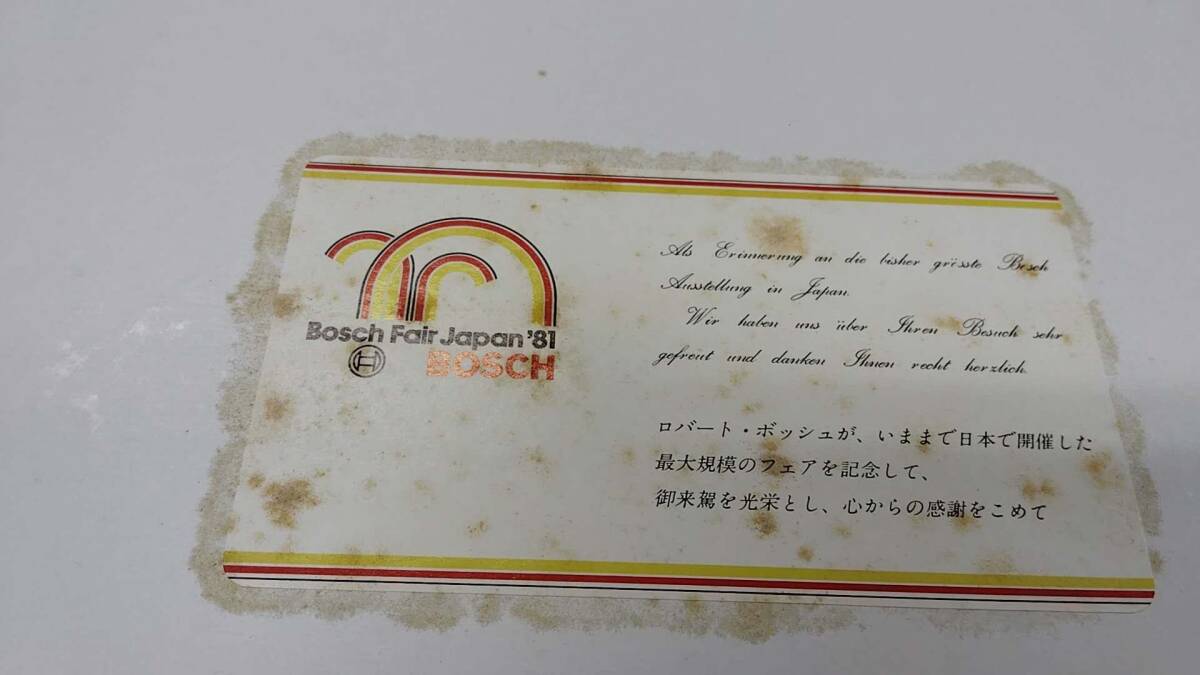 Bosch Fair Japan '81
BOSCH
Als Erinnerung an die bisher grösste Bosch
Ausstellung in Japan.
Wir haben uns über Ihren Besuch sehr
gefreut und danken Ihnen recht herzlich.
ロバート・ボッシュが、いままで日本で開催した
最大規模のフェアを記念して、
御来駕を光栄とし、心からの感謝をこめて